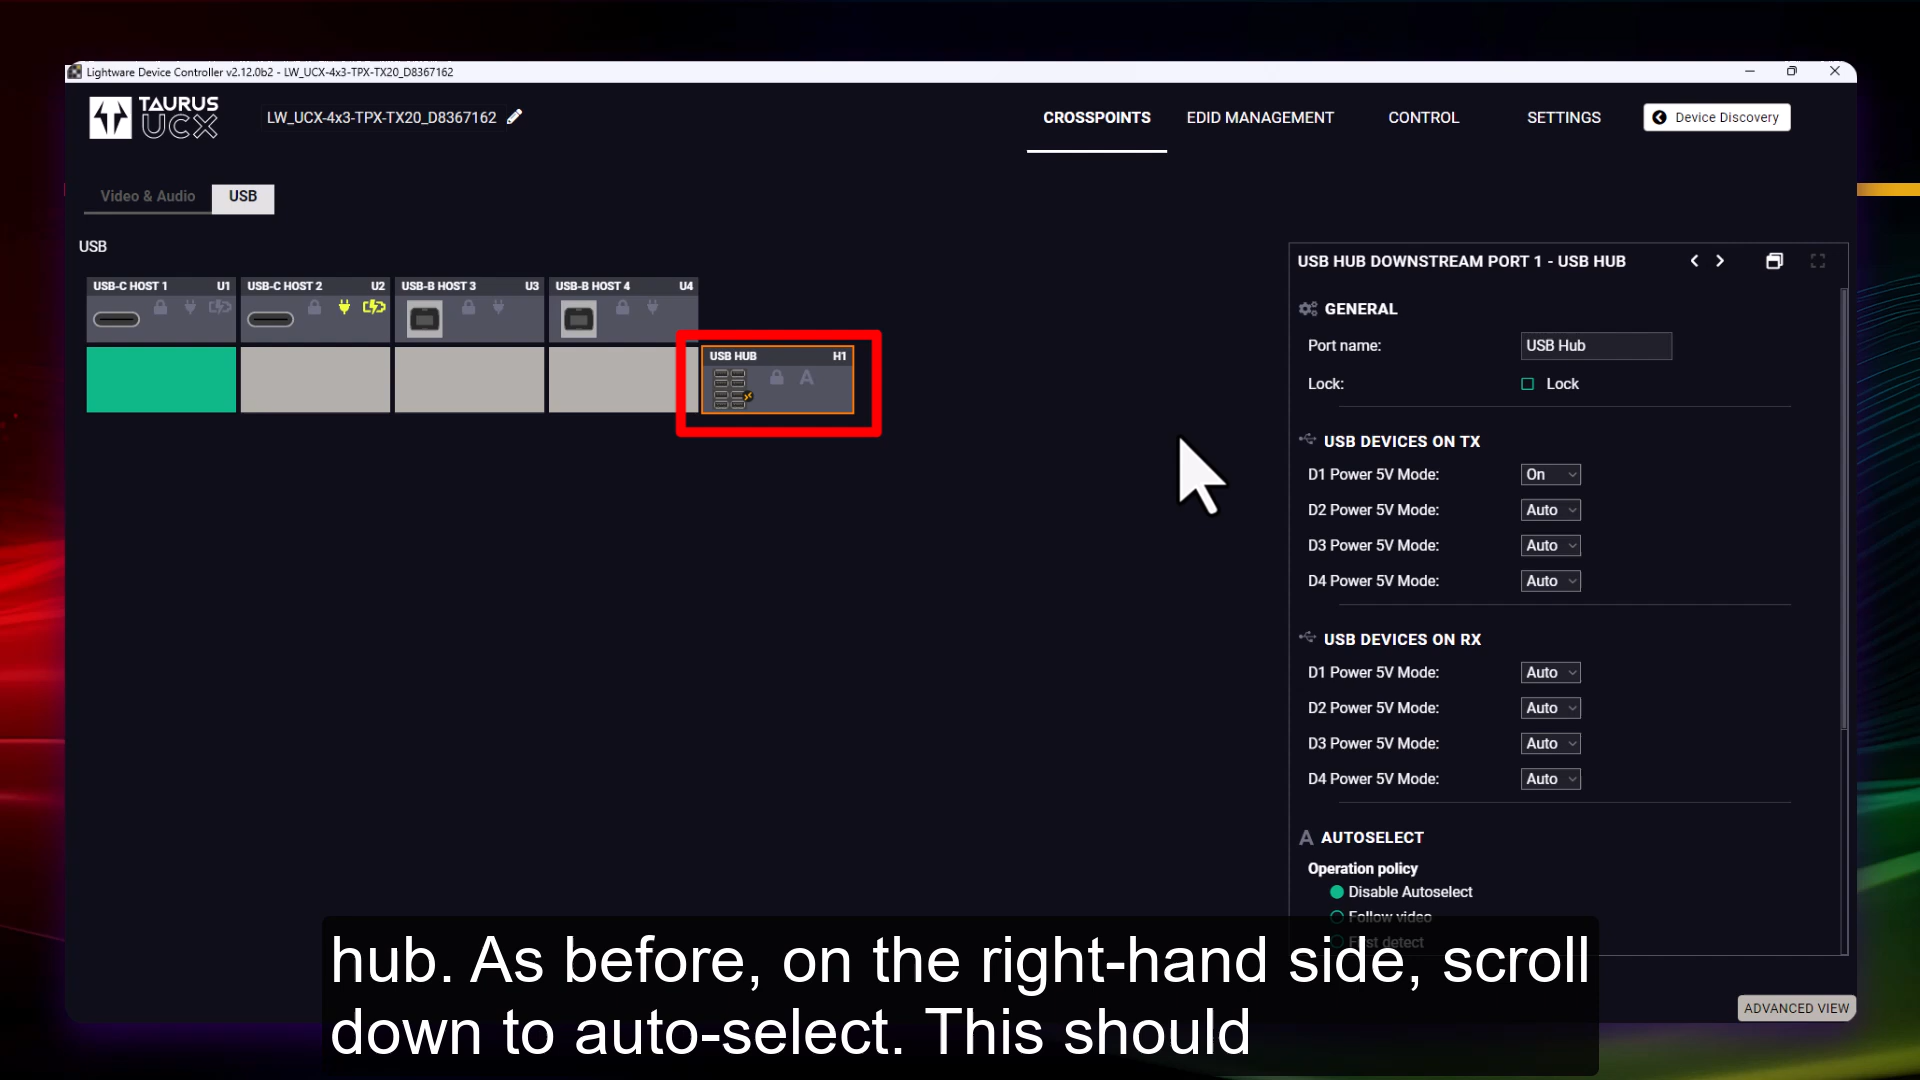 Lightware Device Controller v2.12.0b2 - LW_UCX-4x3-TPX-TX20_D8367162
TAURUS
UCX
LW_UCX-4x3-TPX-TX20_D8367162
CROSSPOINTS
EDID MANAGEMENT
CONTROL
SETTINGS
Device Discovery
Video & Audio
USB
USB
USB-C HOST 1 U1
USB-C HOST 2 U2
USB-B HOST 3 U3
USB-B HOST 4 U4
USB HUB H1
A
USB HUB DOWNSTREAM PORT 1 - USB HUB
GENERAL
Port name: USB Hub
Lock: Lock
USB DEVICES ON TX
D1 Power 5V Mode: On
D2 Power 5V Mode: Auto
D3 Power 5V Mode: Auto
D4 Power 5V Mode: Auto
USB DEVICES ON RX
D1 Power 5V Mode: Auto
D2 Power 5V Mode: Auto
D3 Power 5V Mode: Auto
D4 Power 5V Mode: Auto
A AUTOSELECT
Operation policy
Disable Autoselect
Follow video
First detect
ADVANCED VIEW
hub. As before, on the right-hand side, scroll
down to auto-select. This should